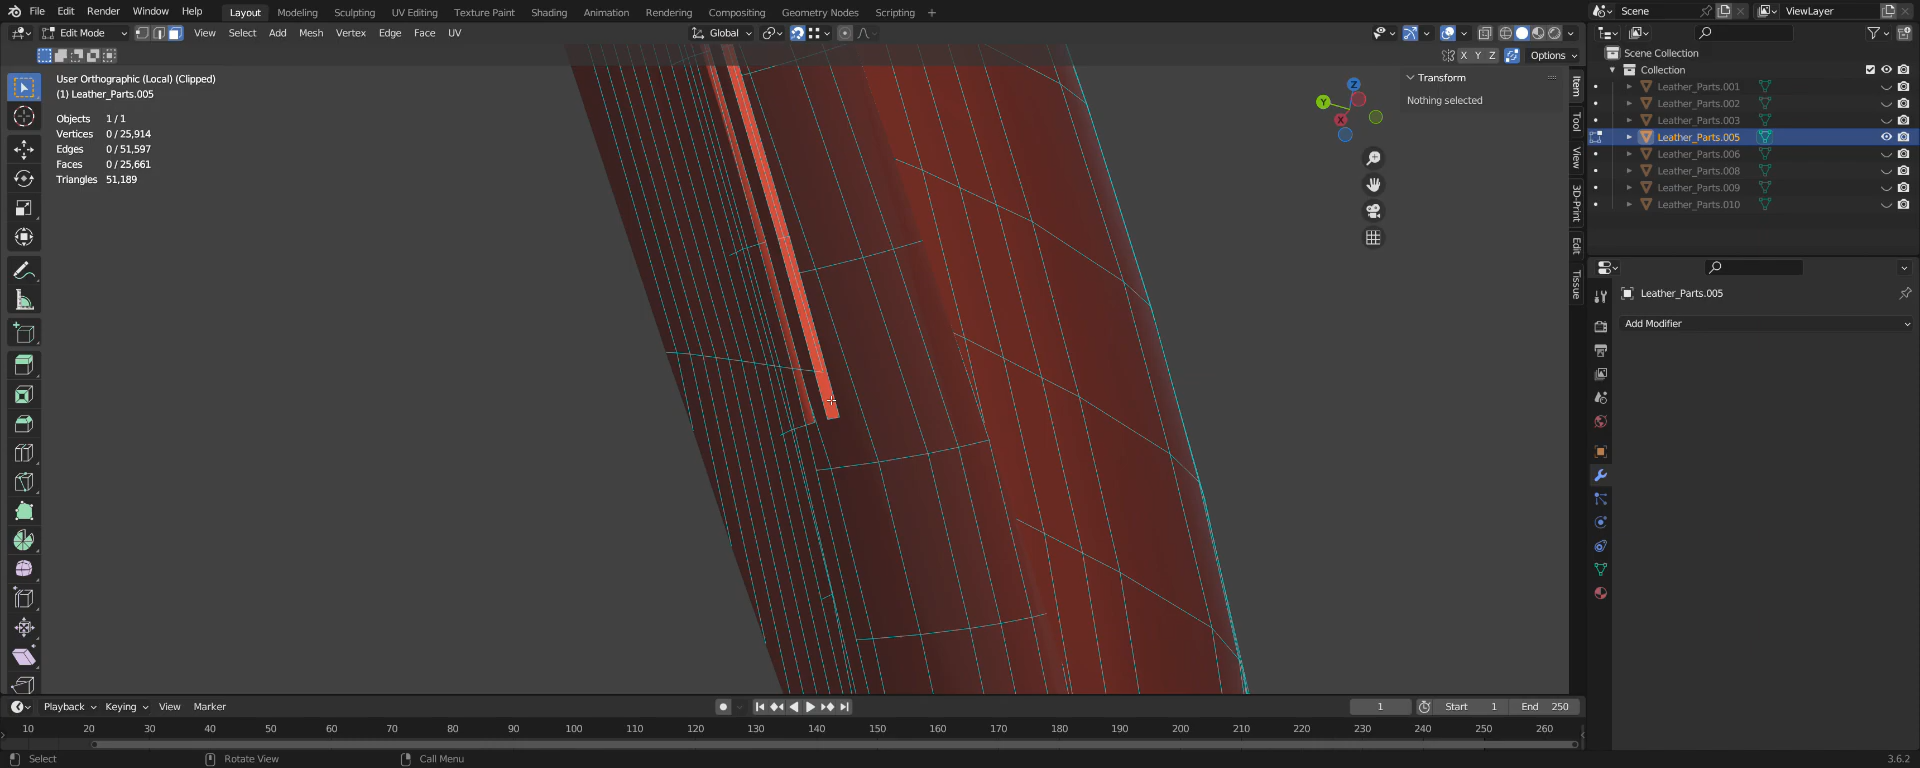 File Edit Render Window Help Layout Modeling Sculpting UV Editing Texture Paint Shading Animation Rendering Compositing Geometry Nodes Scripting + Scene ViewLayer
Edit Mode View Select Add Mesh Vertex Edge Face UV Global
X Y Z Options
Scene Collection
Collection
Leather_Parts.001
Leather_Parts.002
Leather_Parts.003
Leather_Parts.005
Leather_Parts.006
Leather_Parts.008
Leather_Parts.009
Leather_Parts.010
User Orthographic (Local) (Clipped)
(1) Leather_Parts.005
Objects 1 / 1
Vertices 0 / 25,914
Edges 0 / 51,597
Faces 0 / 25,661
Triangles 51,189
Transform
Nothing selected
Z
Y
X
Item
Tool
View
3D-Print
Edit
Tissue
Leather_Parts.005
Add Modifier
Playback Keying View Marker 1 Start 1 End 250
10 20 30 40 50 60 70 80 90 100 110 120 130 140 150 160 170 180 190 200 210 220 230 240 250 260
Select Rotate View Call Menu 3.6.2